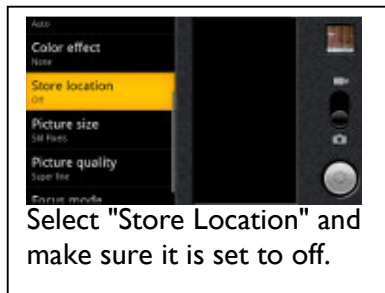 Auto
Color effect
None
Store location
Off
Picture size
5M Pixels
Picture quality
Super fine
Focus mode
Select "Store Location" and
make sure it is set to off.